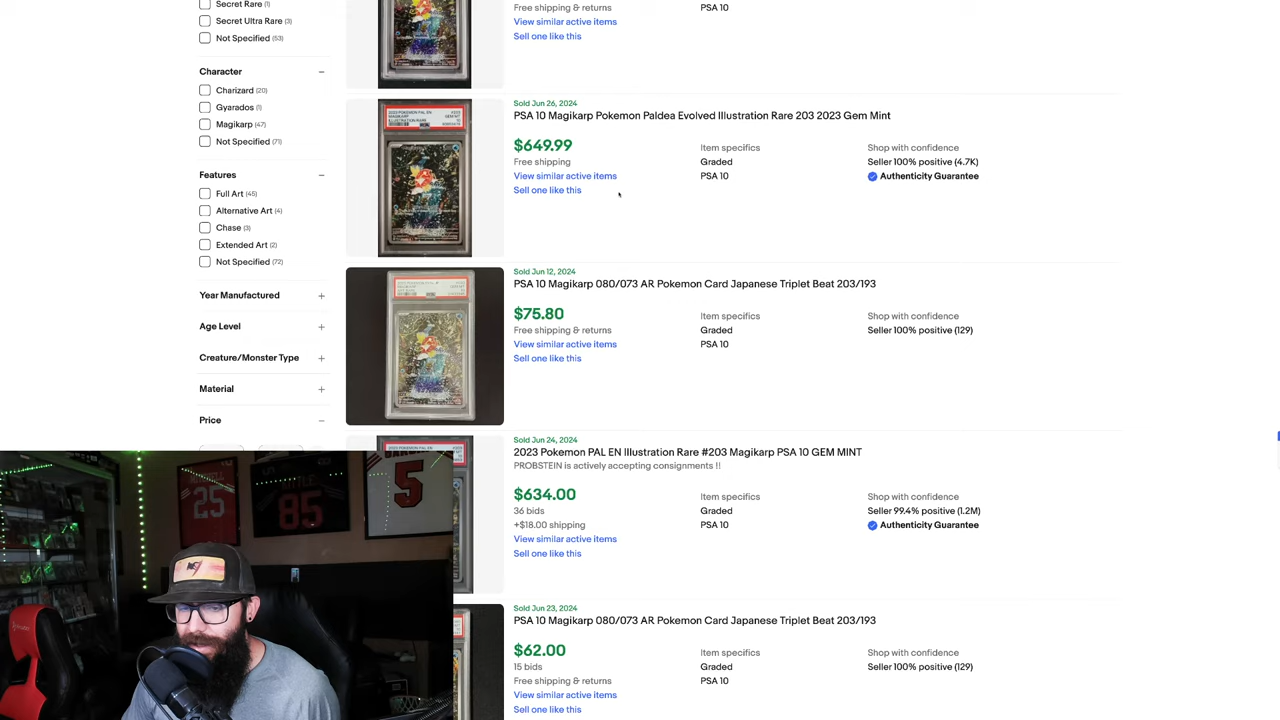 Secret Rare (1)
Secret Ultra Rare (3)
Not Specified (53)
Character
Charizard (20)
Gyarados (1)
Magikarp (47)
Not Specified (71)
Features
Full Art (45)
Alternative Art (4)
Chase (3)
Extended Art (2)
Not Specified (72)
Year Manufactured
Age Level
Creature/Monster Type
Material
Price
Free shipping & returns
PSA 10
View similar active items
Sell one like this
Sold Jun 26, 2024
PSA 10 Magikarp Pokemon Paldea Evolved Illustration Rare 203 2023 Gem Mint
$649.99
Free shipping
View similar active items
Sell one like this
Item specifics
Graded
PSA 10
Shop with confidence
Seller 100% positive (4.7K)
Authenticity Guarantee
Sold Jun 12, 2024
PSA 10 Magikarp 080/073 AR Pokemon Card Japanese Triplet Beat 203/193
$75.80
Free shipping & returns
View similar active items
Sell one like this
Item specifics
Graded
PSA 10
Shop with confidence
Seller 100% positive (129)
Sold Jun 24, 2024
2023 Pokemon PAL EN Illustration Rare #203 Magikarp PSA 10 GEM MINT
PROBSTEIN is actively accepting consignments !!
$634.00
36 bids
+$18.00 shipping
View similar active items
Sell one like this
Item specifics
Graded
PSA 10
Shop with confidence
Seller 99.4% positive (1.2M)
Authenticity Guarantee
Sold Jun 23, 2024
PSA 10 Magikarp 080/073 AR Pokemon Card Japanese Triplet Beat 203/193
$62.00
15 bids
Free shipping & returns
View similar active items
Sell one like this
Item specifics
Graded
PSA 10
Shop with confidence
Seller 100% positive (129)
25
85
5